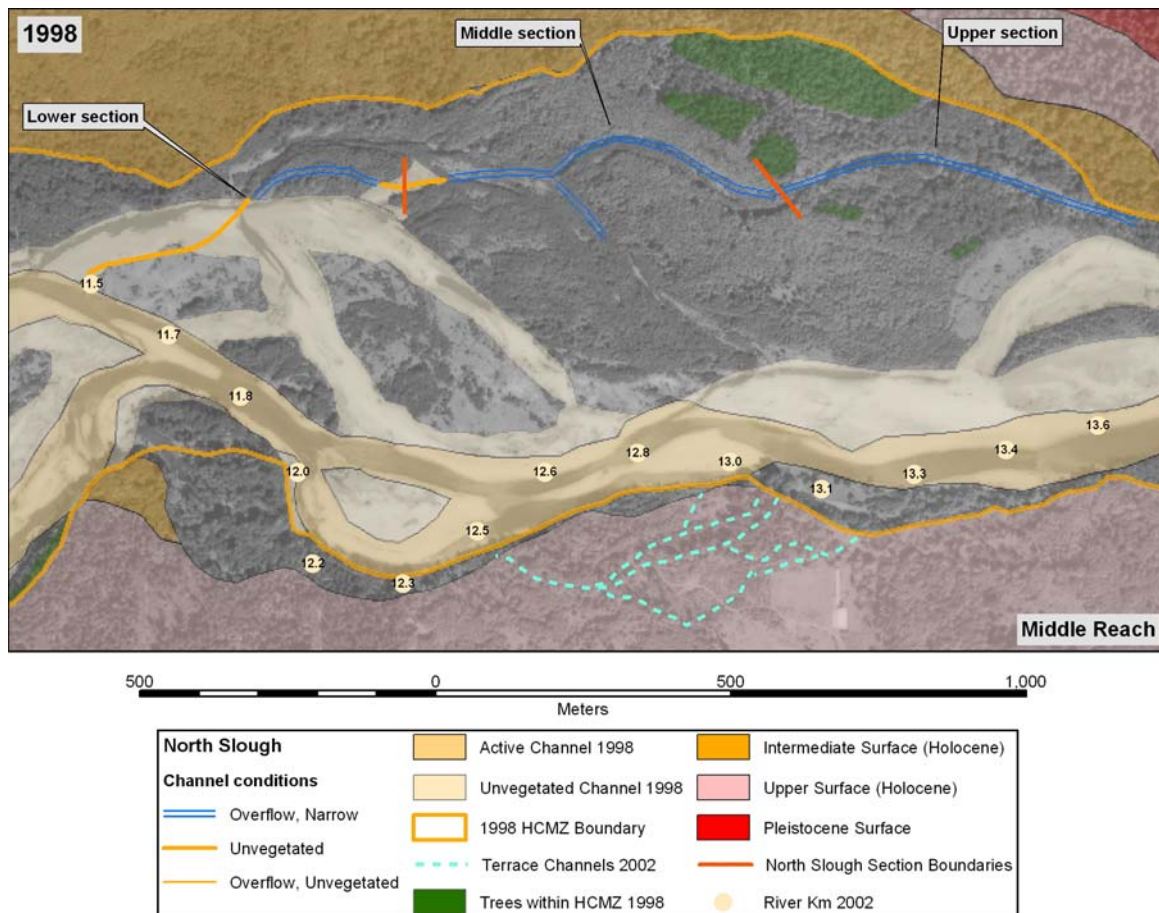 1998
Middle section
Upper section
Lower section
11.5
11.7
11.8
12.0
12.2
12.3
12.5
12.6
12.8
13.0
13.1
13.3
13.4
13.6
Middle Reach
500 0 500 1,000
Meters
North Slough
Channel conditions
Overflow, Narrow
Unvegetated
Overflow, Unvegetated
Active Channel 1998
Unvegetated Channel 1998
1998 HCMZ Boundary
Terrace Channels 2002
Trees within HCMZ 1998
Intermediate Surface (Holocene)
Upper Surface (Holocene)
Pleistocene Surface
North Slough Section Boundaries
River Km 2002